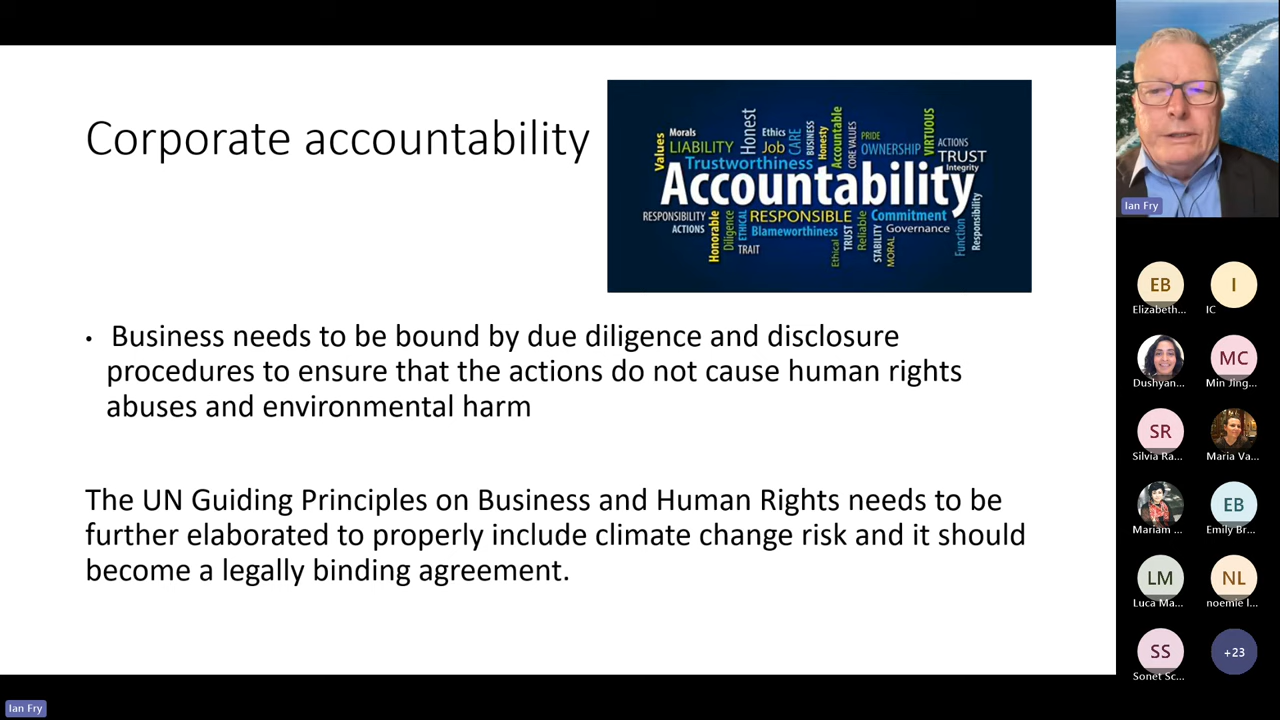 Corporate accountability
Values
Morals
LIABILITY
Honest
Ethics
Job
CARE
BUSINESS
Honesty
Accountable
CORE VALUES
PRIDE
OWNERSHIP
VIRTUOUS
ACTIONS
TRUST
Integrity
Trustworthiness
Accountability
RESPONSIBILITY
ACTIONS
Honorable
Diligence
ETHICAL
RESPONSIBLE
Blameworthiness
TRAIT
Ethical
TRUST
Reliable
Commitment
STABILITY
MORAL
Governance
Function
Responsibility
• Business needs to be bound by due diligence and disclosure
procedures to ensure that the actions do not cause human rights
abuses and environmental harm
The UN Guiding Principles on Business and Human Rights needs to be
further elaborated to properly include climate change risk and it should
become a legally binding agreement.
Ian Fry
EB
Elizabeth...
I
IC
Dushyan...
MC
Min Jing...
SR
Silvia Ra...
Maria Va...
Mariam ...
EB
Emily Br...
LM
Luca Ma...
NL
noemie l...
SS
Sonet Sc...
+23
Ian Fry